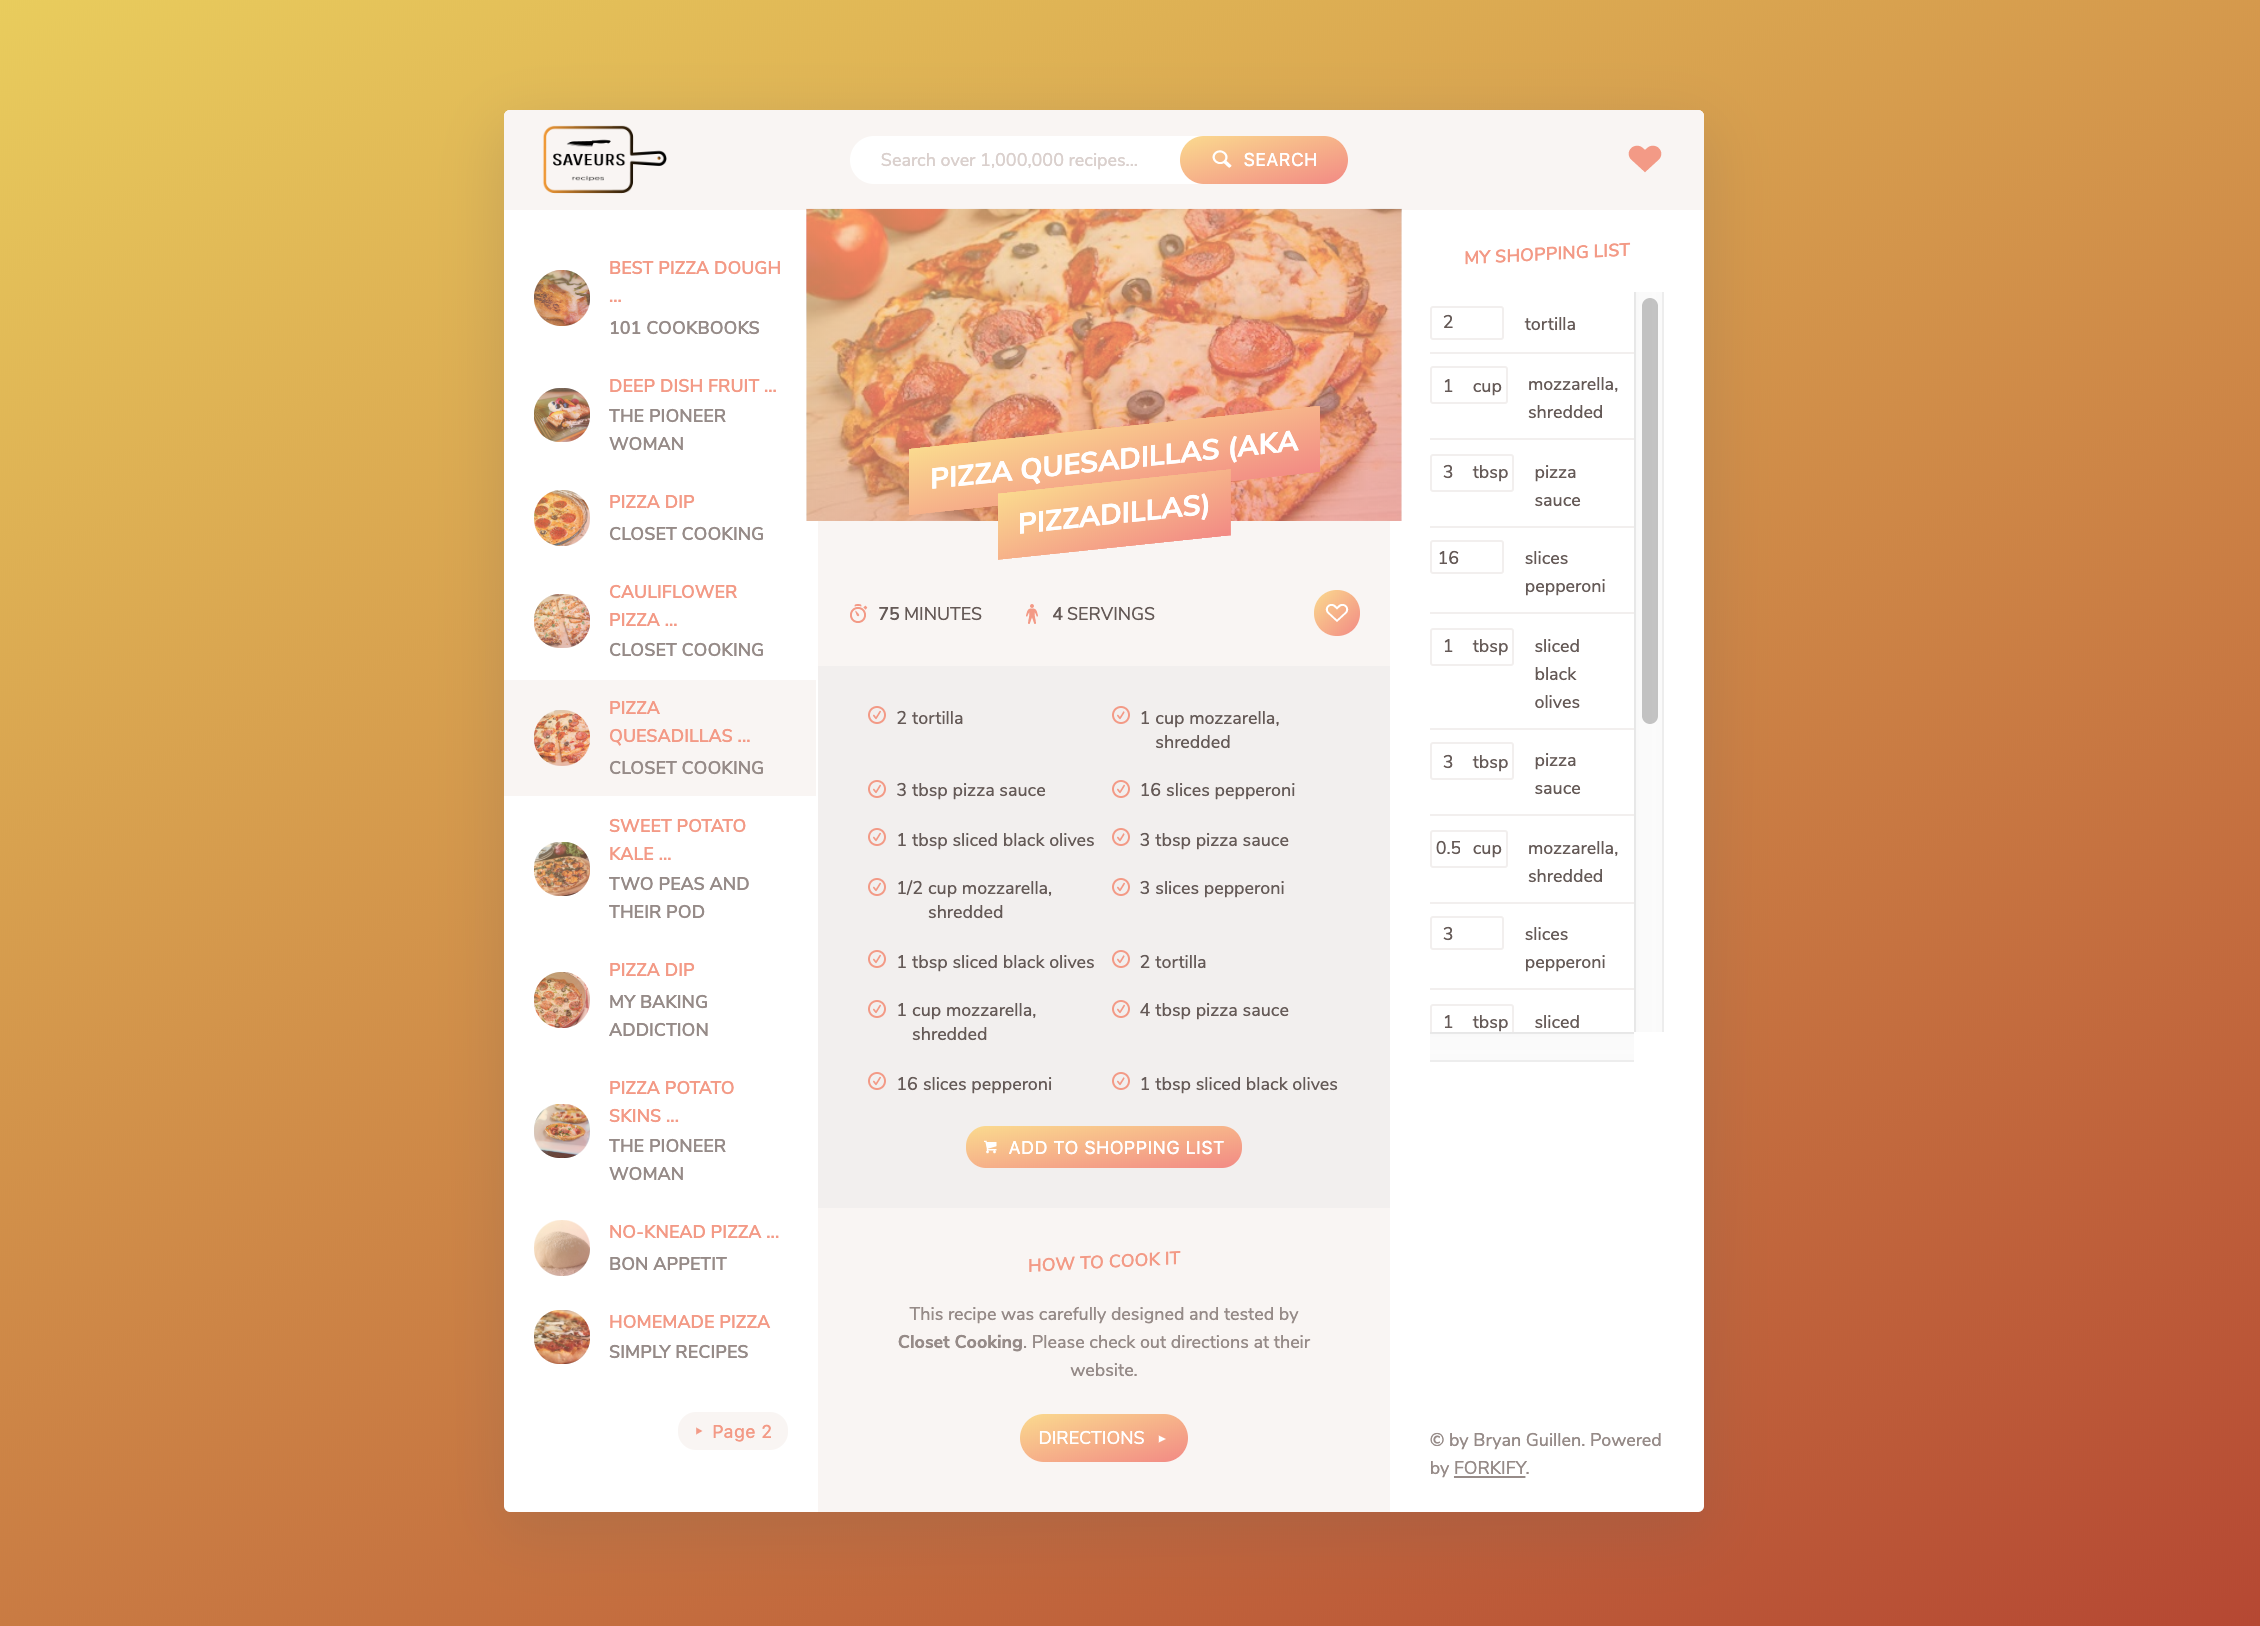 SAVEURS
recipes
Search over 1,000,000 recipes...
SEARCH
BEST PIZZA DOUGH
...
101 COOKBOOKS
DEEP DISH FRUIT ...
THE PIONEER
WOMAN
PIZZA DIP
CLOSET COOKING
CAULIFLOWER
PIZZA ...
CLOSET COOKING
PIZZA
QUESADILLAS ...
CLOSET COOKING
SWEET POTATO
KALE ...
TWO PEAS AND
THEIR POD
PIZZA DIP
MY BAKING
ADDICTION
PIZZA POTATO
SKINS ...
THE PIONEER
WOMAN
NO-KNEAD PIZZA ...
BON APPETIT
HOMEMADE PIZZA
SIMPLY RECIPES
Page 2
PIZZA QUESADILLAS (AKA
PIZZADILLAS)
75 MINUTES
4 SERVINGS
2 tortilla
1 cup mozzarella,
shredded
3 tbsp pizza sauce
16 slices pepperoni
1 tbsp sliced black olives
3 tbsp pizza sauce
1/2 cup mozzarella,
shredded
3 slices pepperoni
1 tbsp sliced black olives
2 tortilla
1 cup mozzarella,
shredded
4 tbsp pizza sauce
16 slices pepperoni
1 tbsp sliced black olives
ADD TO SHOPPING LIST
HOW TO COOK IT
This recipe was carefully designed and tested by
Closet Cooking. Please check out directions at their
website.
DIRECTIONS
MY SHOPPING LIST
2 tortilla
1 cup mozzarella,
shredded
3 tbsp pizza
sauce
16 slices
pepperoni
1 tbsp sliced
black
olives
3 tbsp pizza
sauce
0.5 cup mozzarella,
shredded
3 slices
pepperoni
1 tbsp sliced
© by Bryan Guillen. Powered
by FORKIFY.